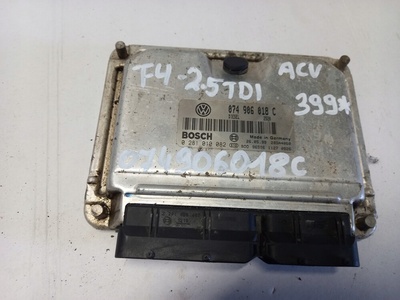 T4-2.5TDI ACV
399*
074 906 018 C
BOSCH
Made in Germany
0 281 010 082
074906018C